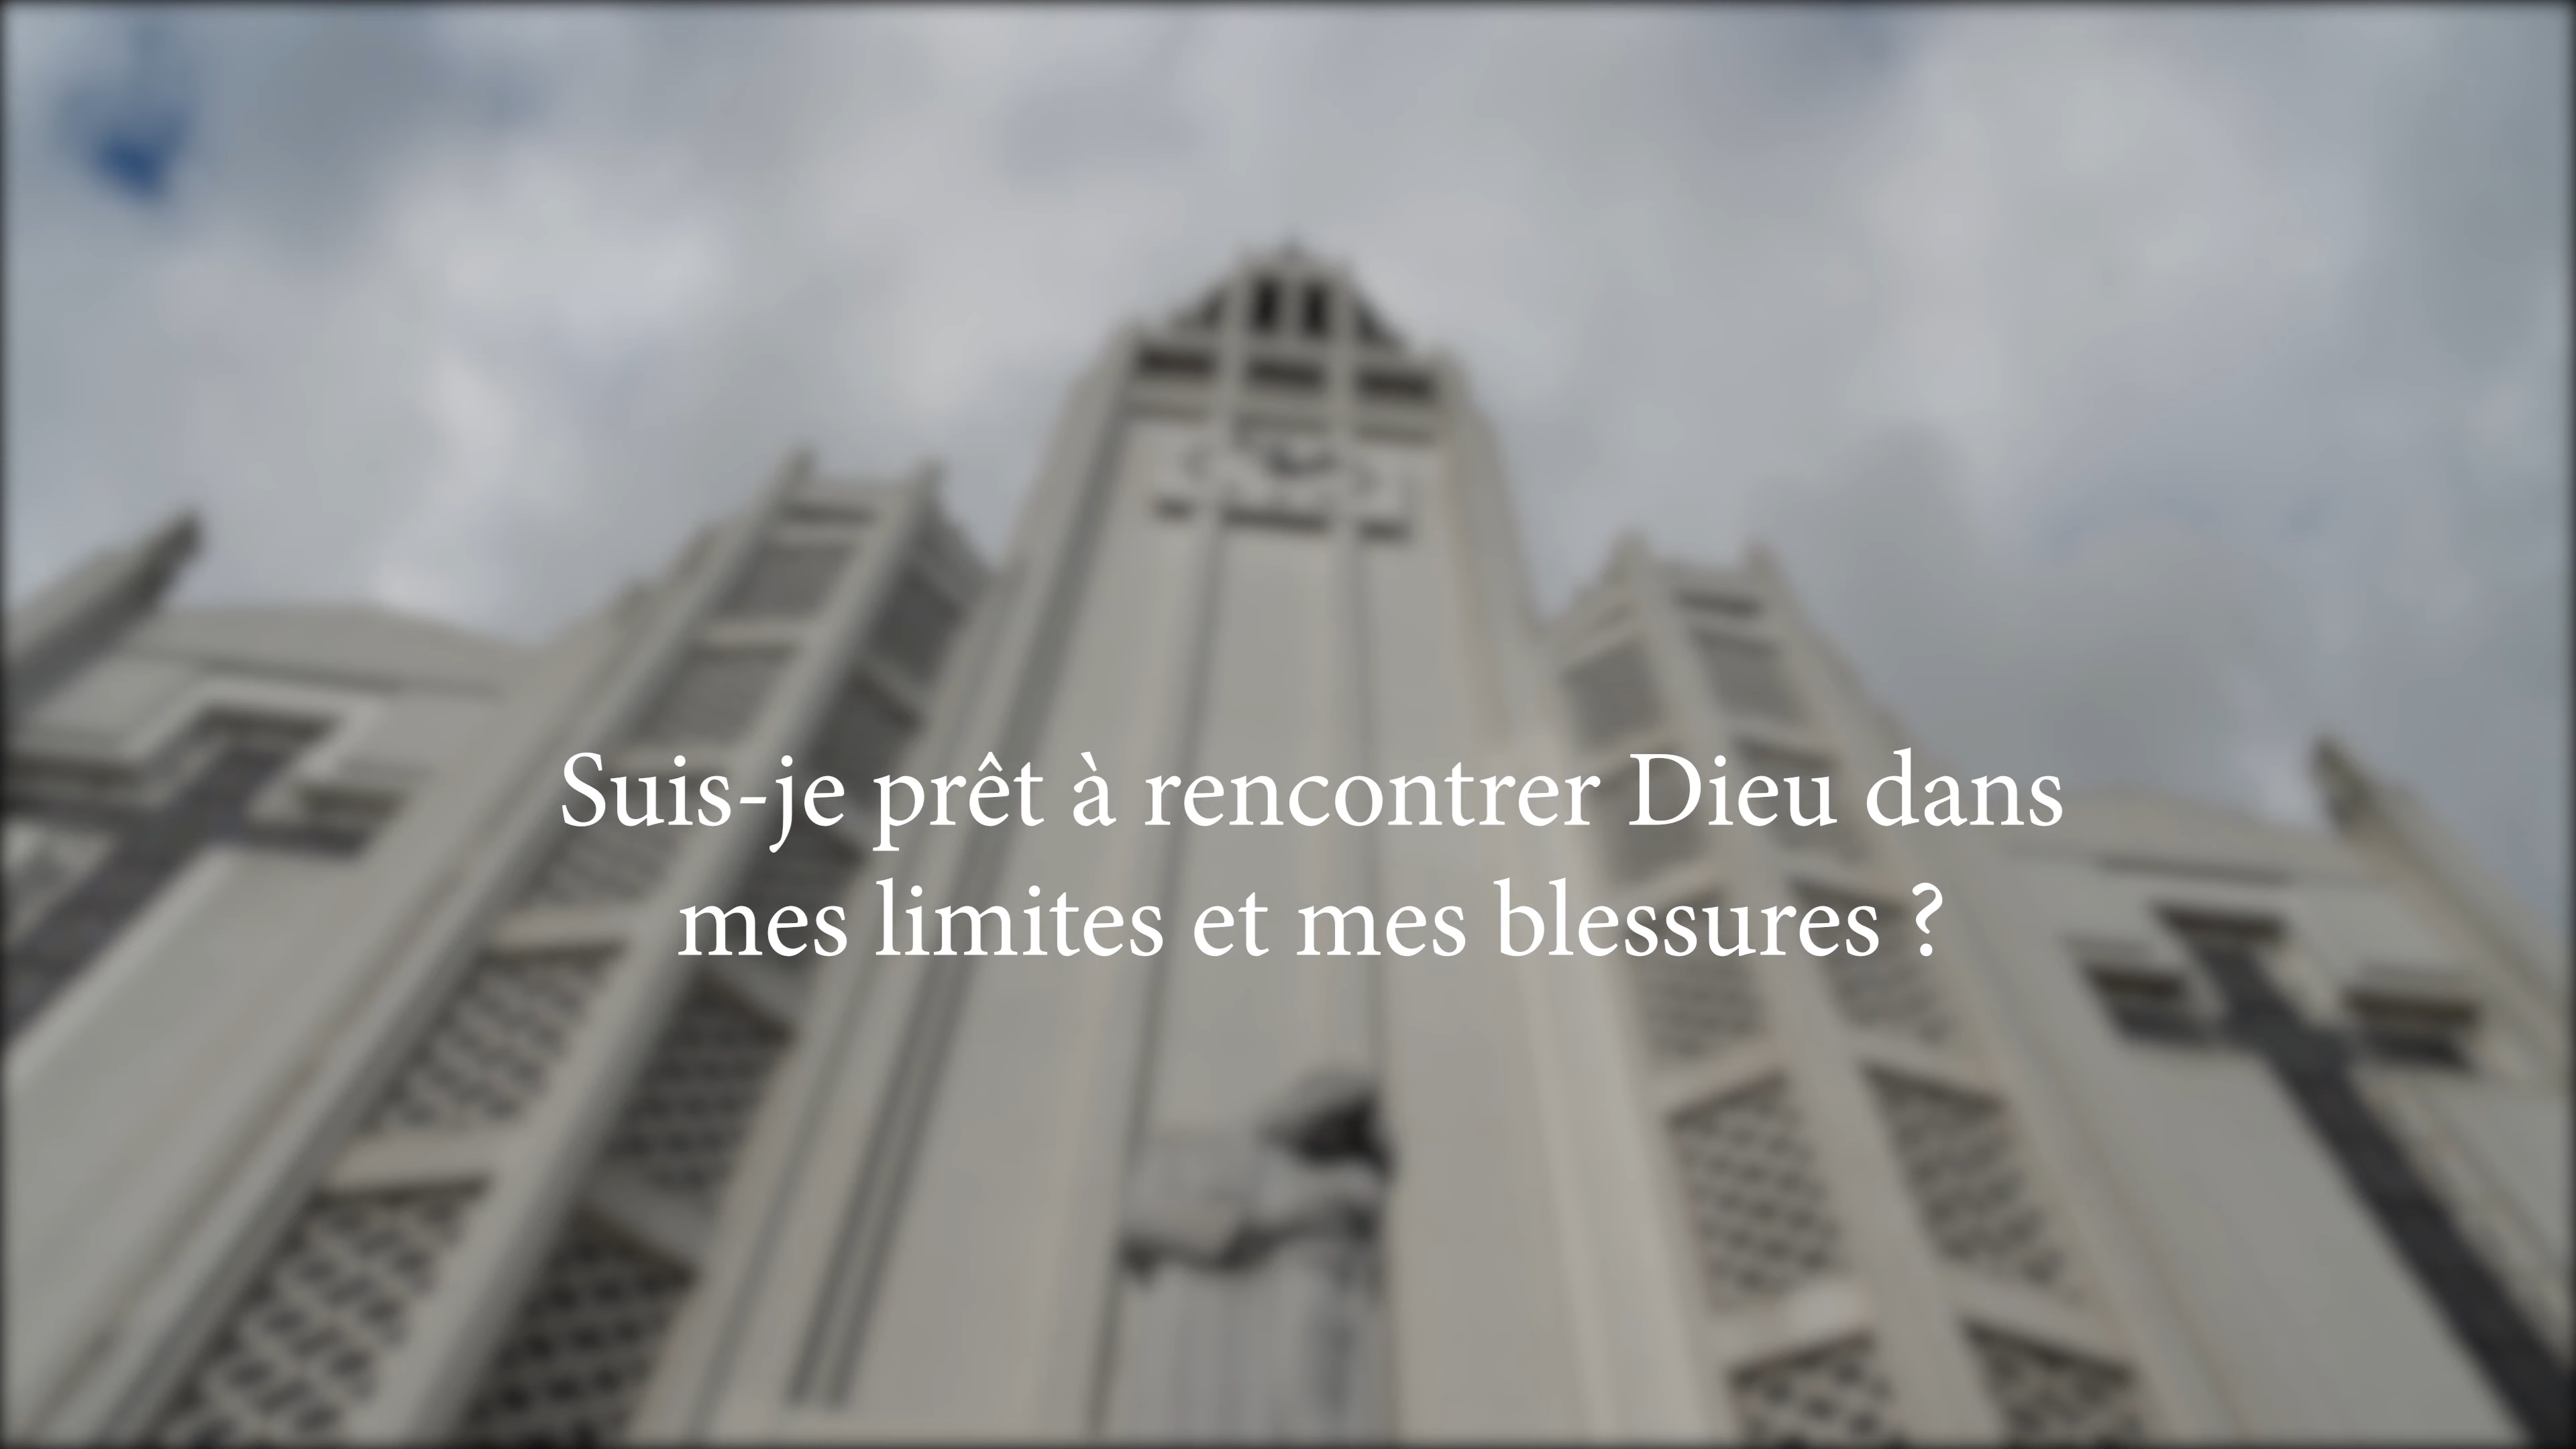 Suis-je prêt à rencontrer Dieu dans
mes limites et mes blessures ?